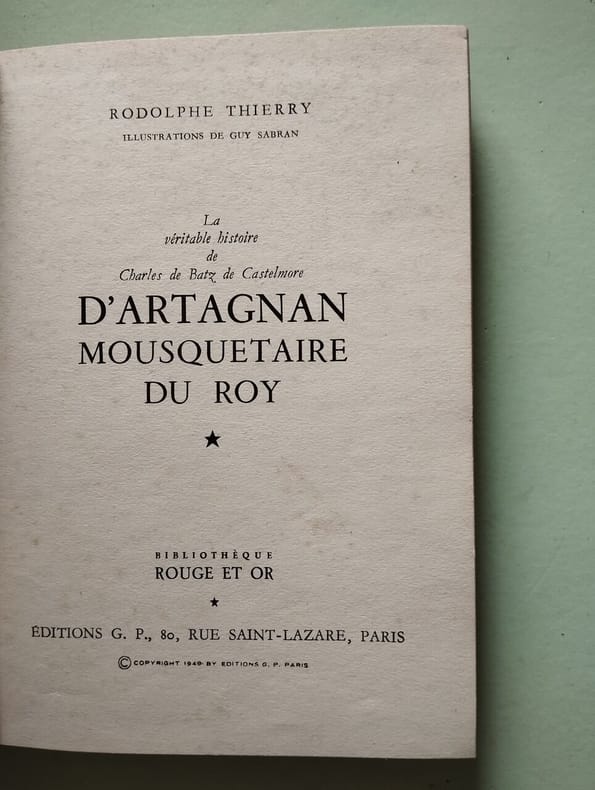 RODOLPHE THIERRY
ILLUSTRATIONS DE GUY SABRAN
La
véritable histoire
de
Charles de Batz de Castelmore
D'ARTAGNAN
MOUSQUETAIRE
DU ROY
BIBLIOTHÈQUE
ROUGE ET OR
ÉDITIONS G. P., 80, RUE SAINT-LAZARE, PARIS
© COPYRIGHT 1949 BY EDITIONS G. P. PARIS